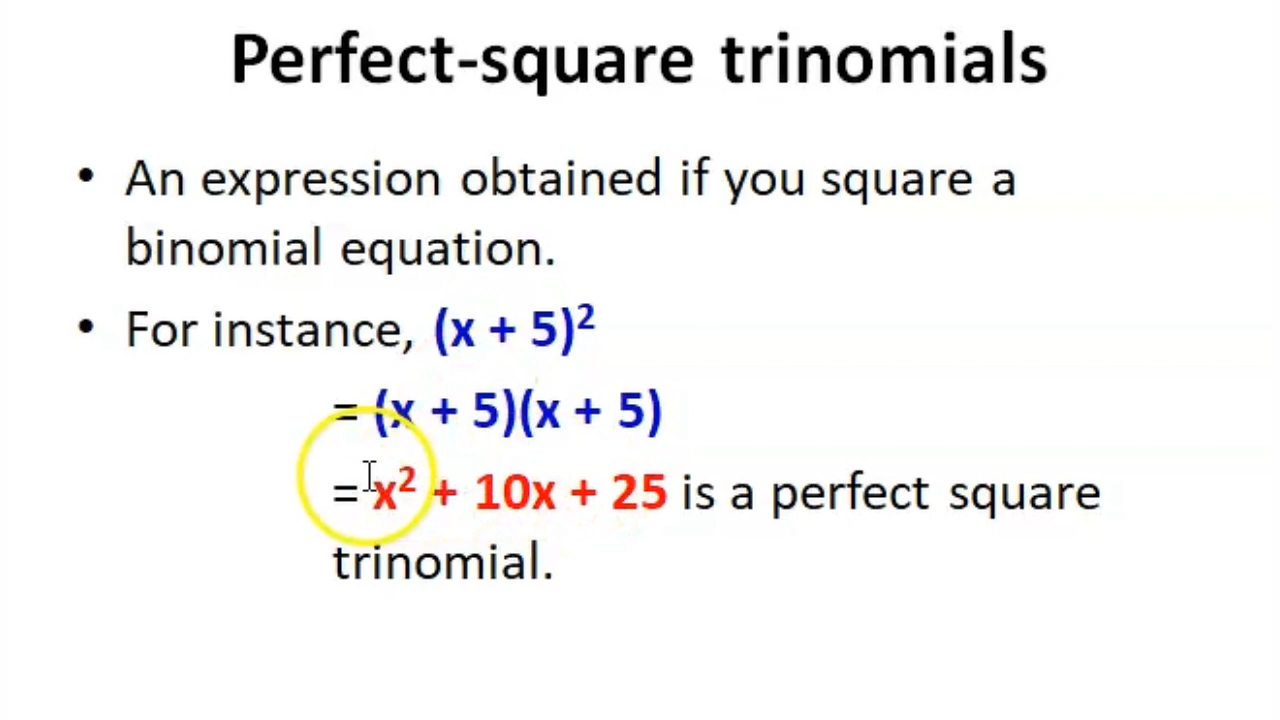 Perfect-square trinomials
• An expression obtained if you square a
binomial equation.
• For instance, (x + 5)²
= (x + 5)(x + 5)
= x² + 10x + 25 is a perfect square
trinomial.